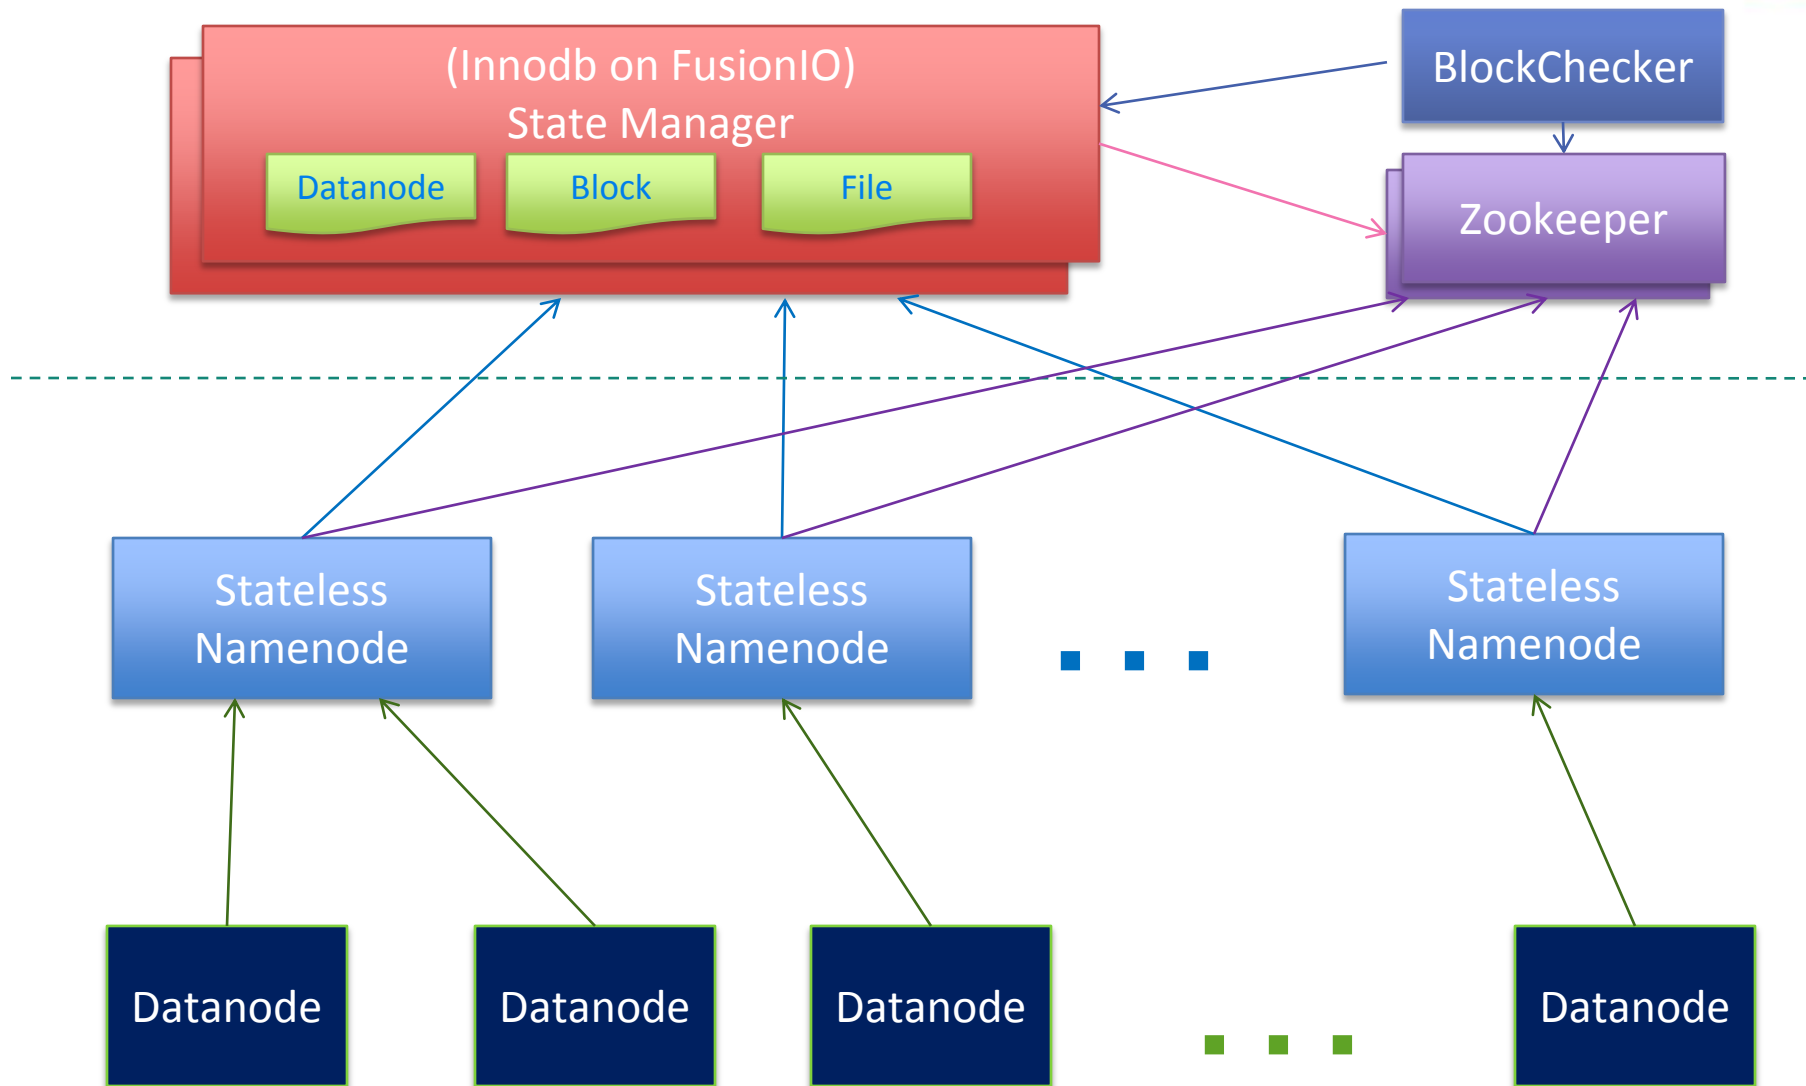 (Innodb on FusionIO)
State Manager
Datanode
Block
File
BlockChecker
Zookeeper
Stateless
Namenode
Stateless
Namenode
Stateless
Namenode
Datanode
Datanode
Datanode
Datanode